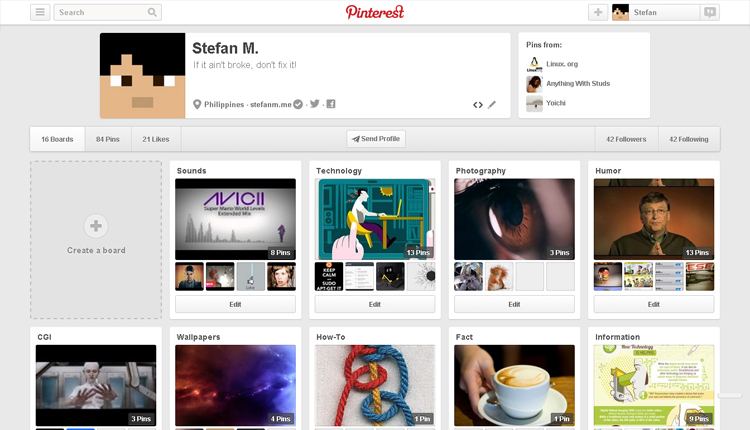 Search
Pinterest
Stefan
Stefan M.
If it ain't broke, don't fix it!
Philippines · stefanm.me
Pins from:
Linux. org
Anything With Studs
Yoichi
16 Boards
84 Pins
21 Likes
Send Profile
42 Followers
42 Following
Create a board
Sounds
AVICII
Super Mario World Levels
Extended Mix
8 Pins
Edit
Technology
13 Pins
KEEP
CALM
AND
SUDO
APT-GET IT
Edit
Photography
3 Pins
Edit
Humor
13 Pins
Edit
CGI
3 Pins
Wallpapers
4 Pins
How-To
1 Pin
Fact
1 Pin
Information
New Technology
9 Pins